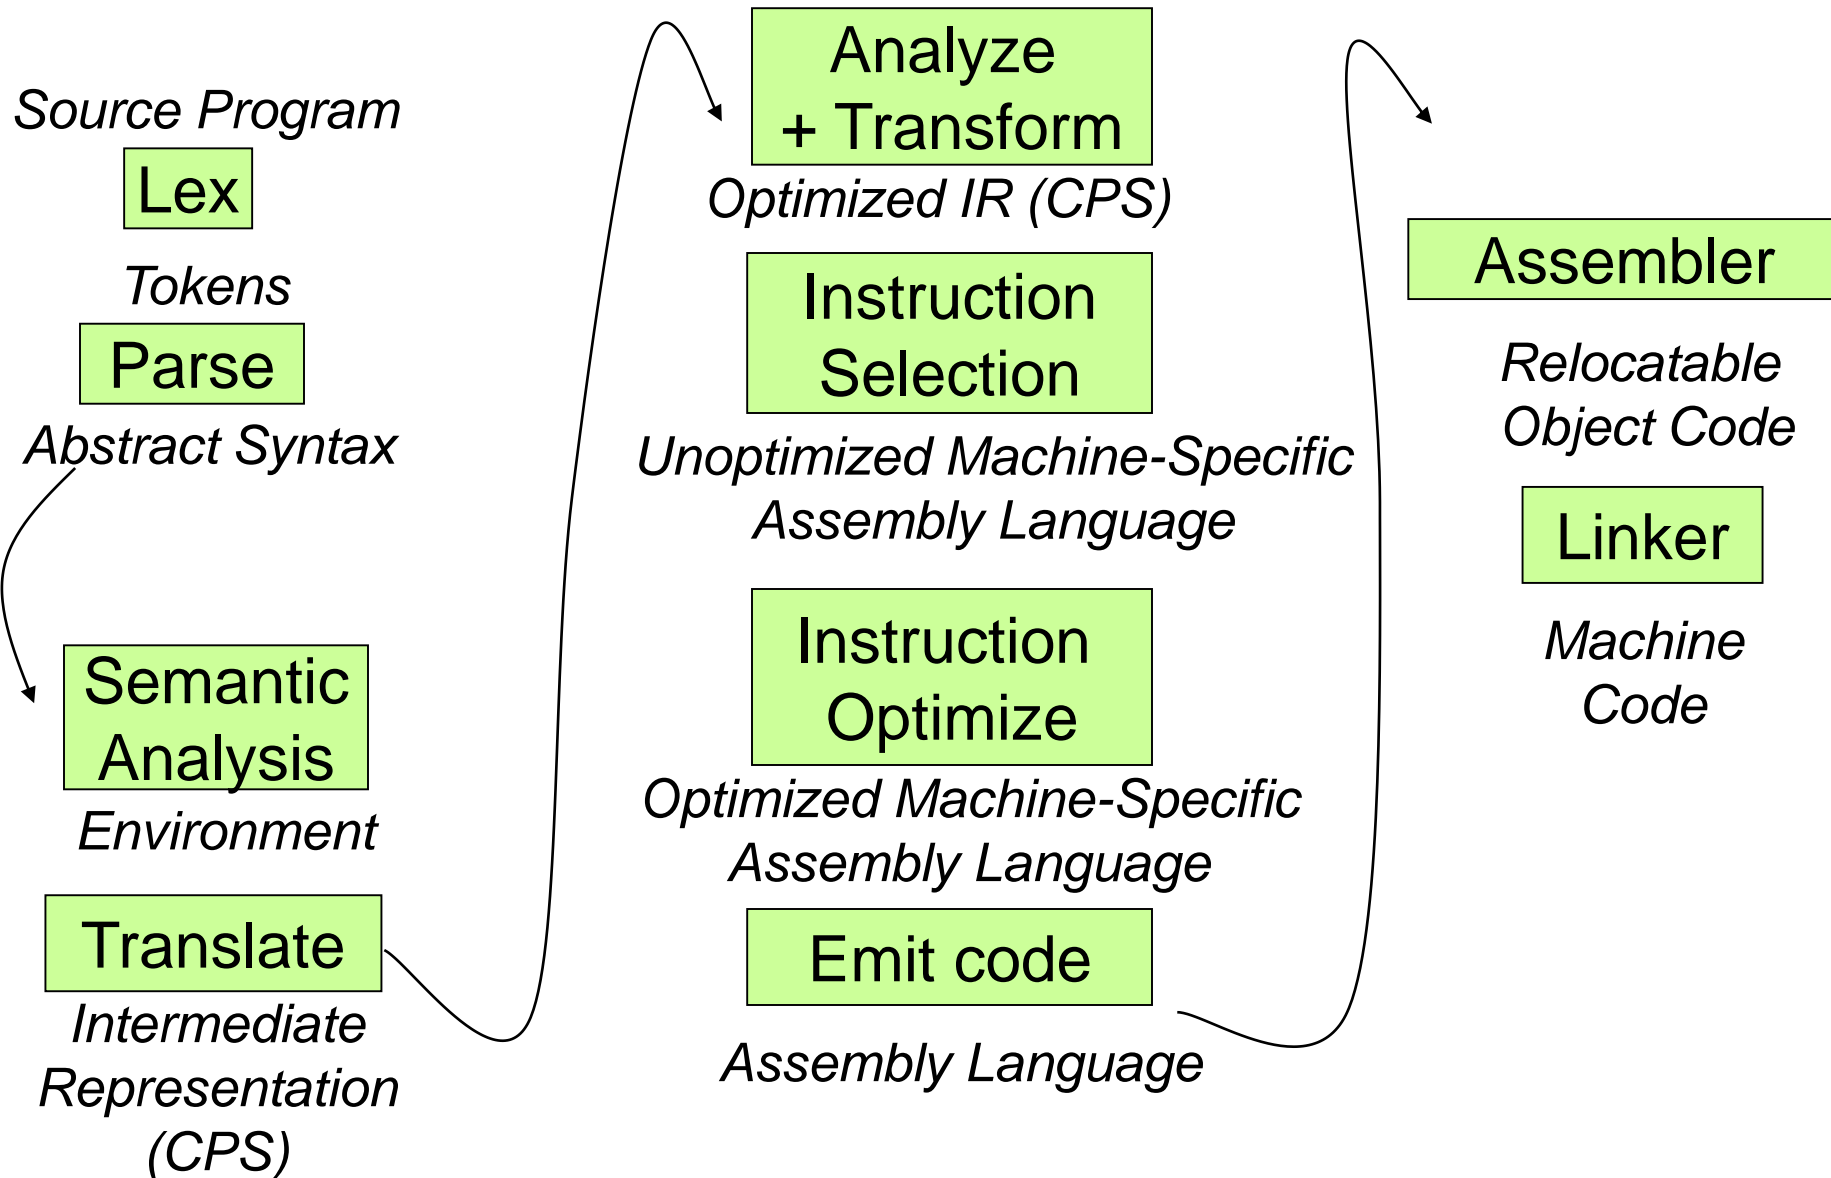 Source Program
Lex
Tokens
Parse
Abstract Syntax
Semantic
Analysis
Environment
Translate
Intermediate
Representation
(CPS)
Analyze
+ Transform
Optimized IR (CPS)
Instruction
Selection
Unoptimized Machine-Specific
Assembly Language
Instruction
Optimize
Optimized Machine-Specific
Assembly Language
Emit code
Assembly Language
Assembler
Relocatable
Object Code
Linker
Machine
Code